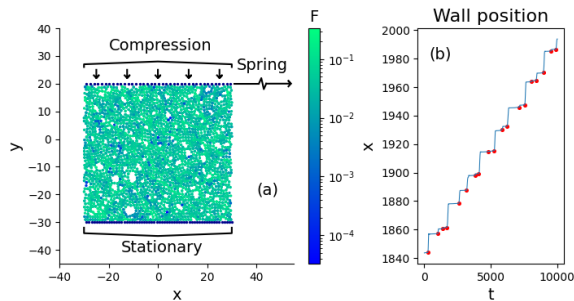 Compression
Spring
(a)
Stationary
x
y
−40 −20 0 20 40
40
30
20
10
0
−10
−20
−30
−40
F
10⁻¹
10⁻²
10⁻³
10⁻⁴
Wall position
(b)
x
t
2000
1980
1960
1940
1920
1900
1880
1860
1840
0 5000 10000